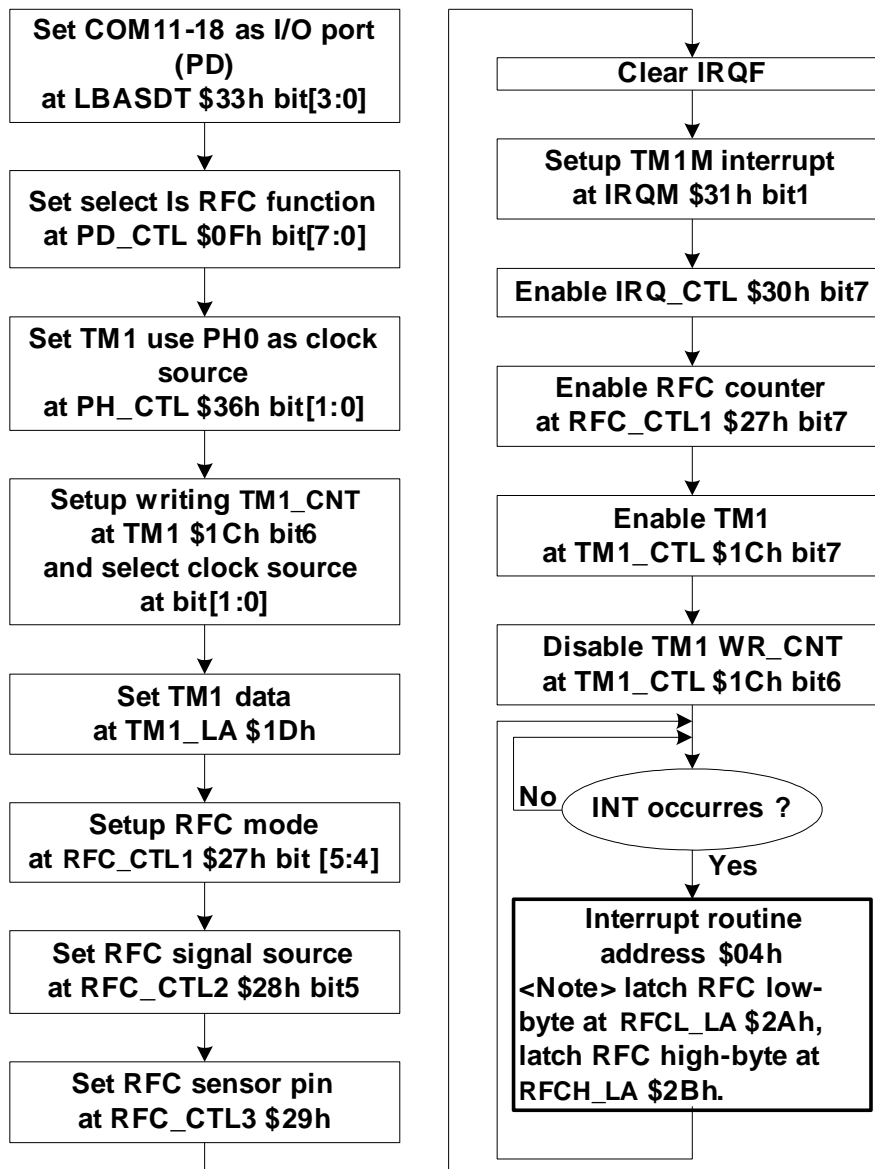 Set COM11-18 as I/O port
(PD)
at LBASDT $33h bit[3:0]
Set select Is RFC function
at PD_CTL $0Fh bit[7:0]
Set TM1 use PH0 as clock
source
at PH_CTL $36h bit[1:0]
Setup writing TM1_CNT
at TM1 $1Ch bit6
and select clock source
at bit[1:0]
Set TM1 data
at TM1_LA $1Dh
Setup RFC mode
at RFC_CTL1 $27h bit [5:4]
Set RFC signal source
at RFC_CTL2 $28h bit5
Set RFC sensor pin
at RFC_CTL3 $29h
Clear IRQF
Setup TM1M interrupt
at IRQM $31h bit1
Enable IRQ_CTL $30h bit7
Enable RFC counter
at RFC_CTL1 $27h bit7
Enable TM1
at TM1_CTL $1Ch bit7
Disable TM1 WR_CNT
at TM1_CTL $1Ch bit6
No
INT occurres ?
Yes
Interrupt routine
address $04h
<Note> latch RFC low-
byte at RFCL_LA $2Ah,
latch RFC high-byte at
RFCH_LA $2Bh.